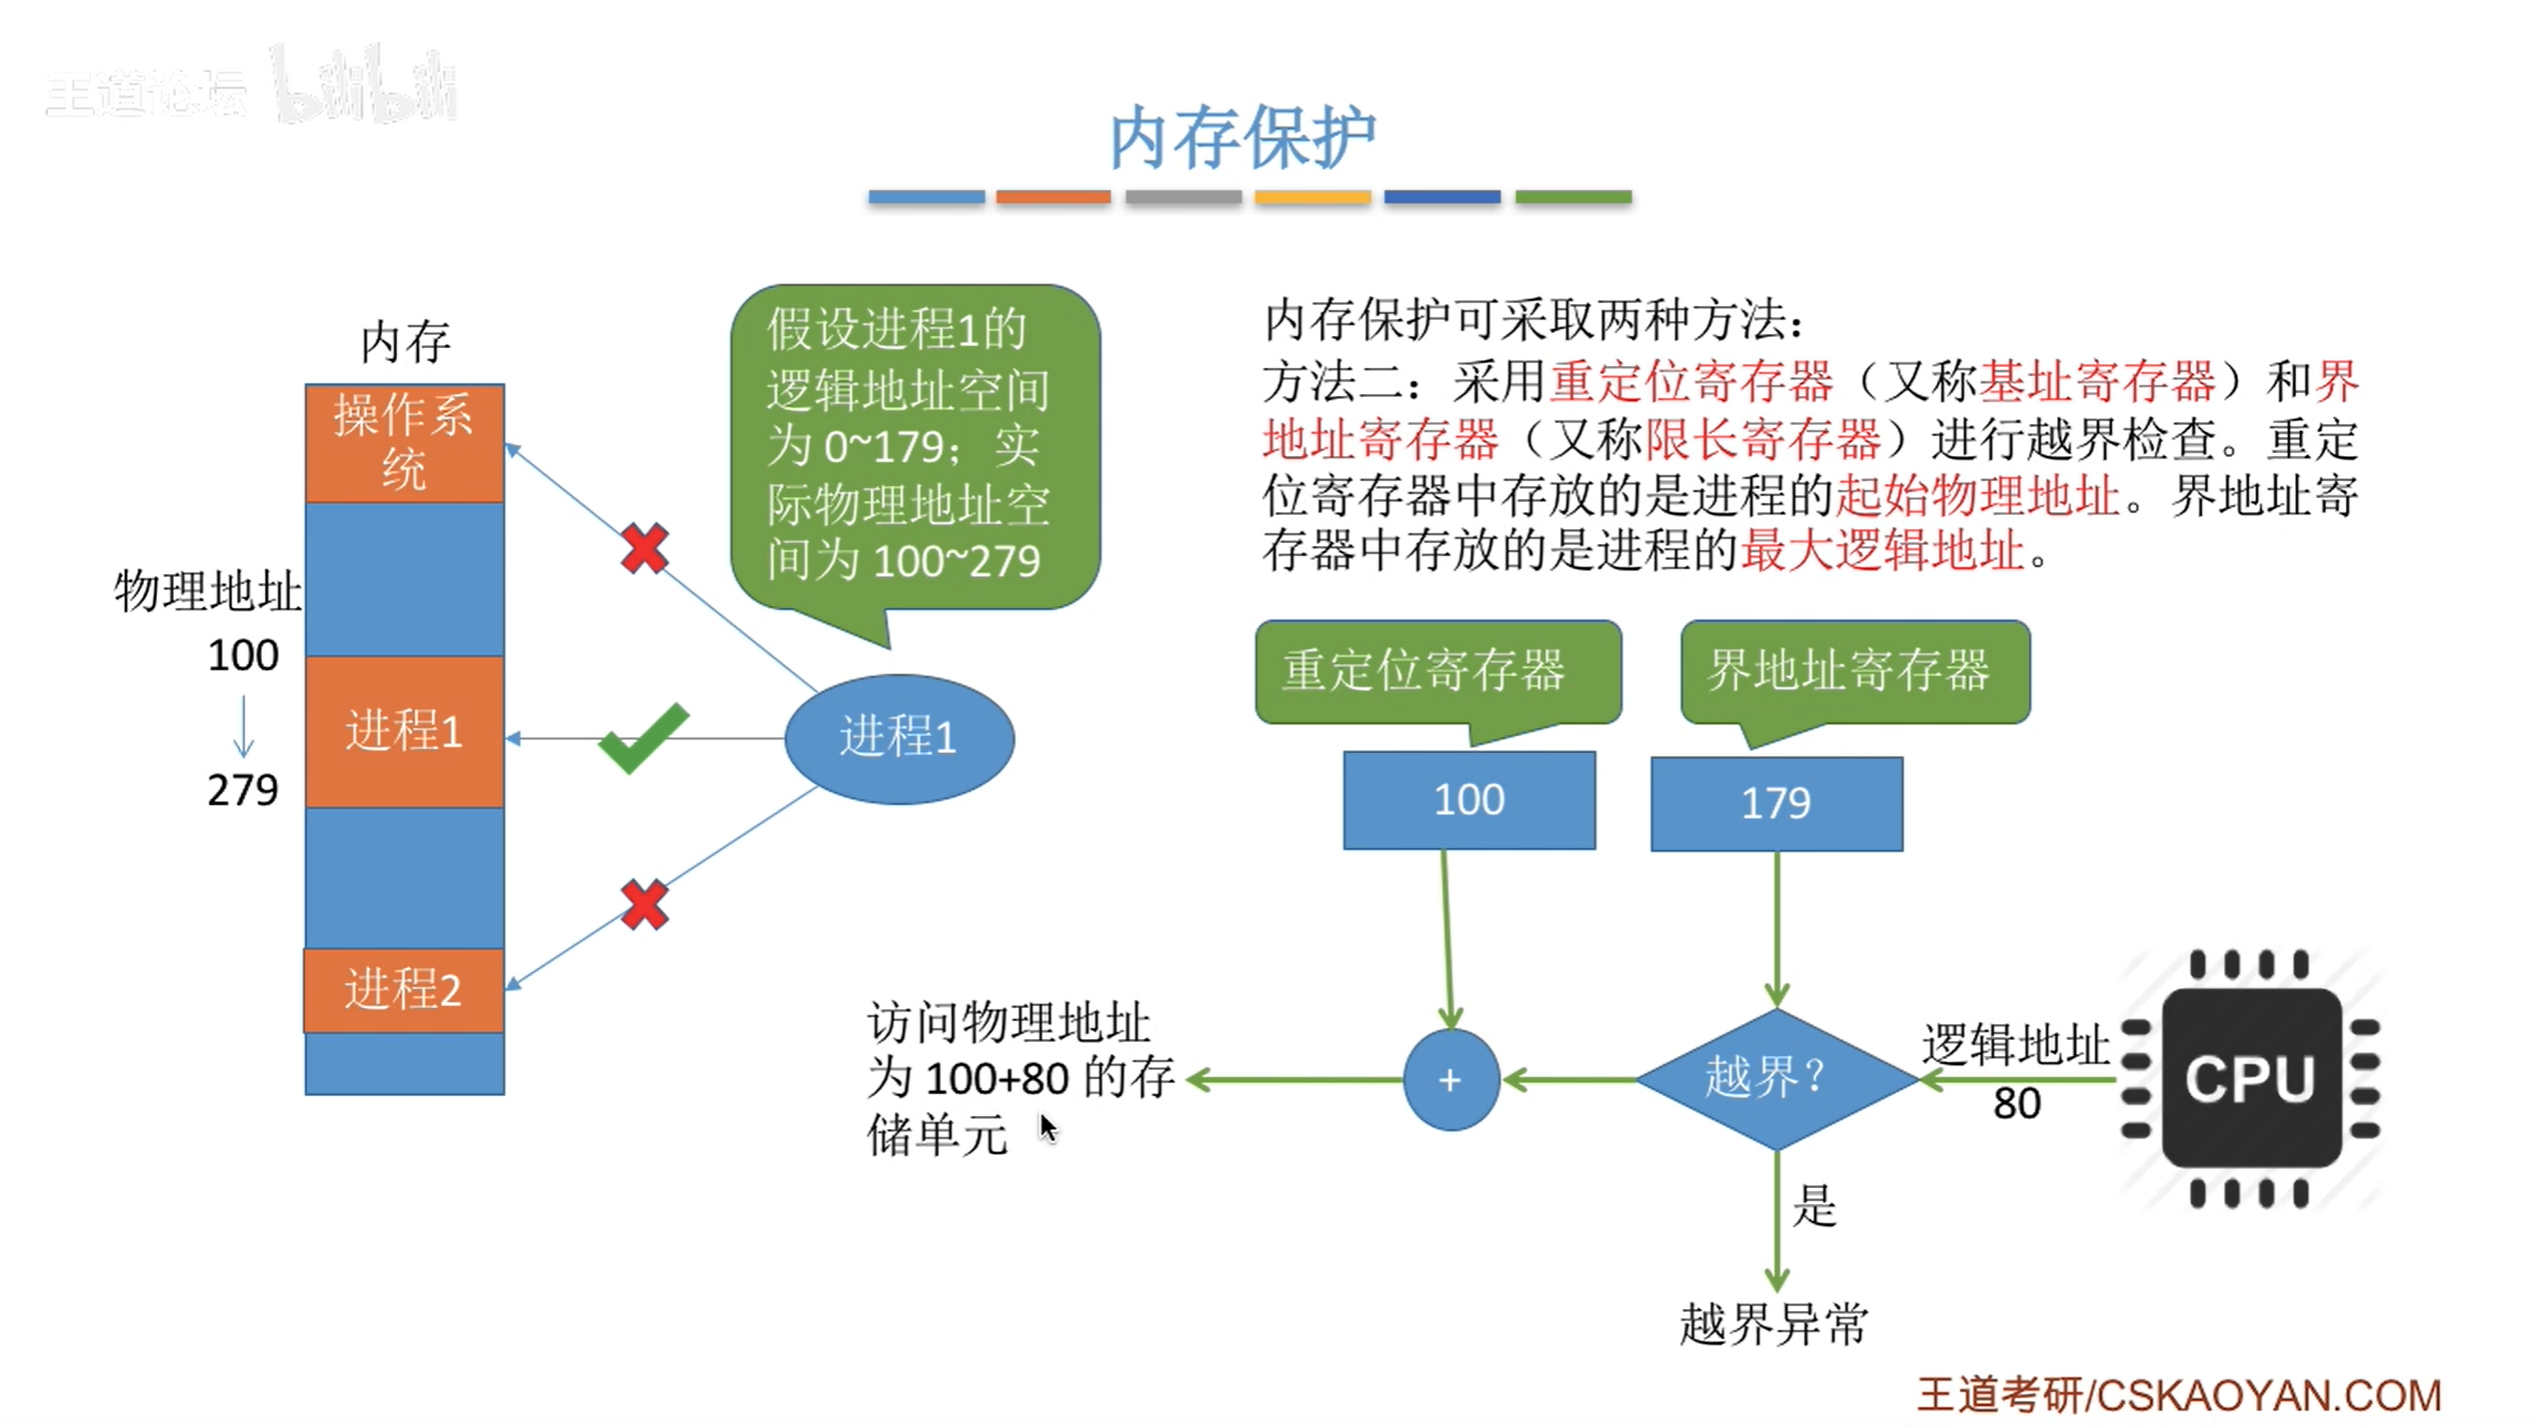 王道论坛 bilibili
内存保护
内存
操作系
统
物理地址
100
279
进程1
进程2
假设进程1的
逻辑地址空间
为 0~179；实
际物理地址空
间为 100~279
进程1
内存保护可采取两种方法：
方法二：采用重定位寄存器（又称基址寄存器）和界
地址寄存器（又称限长寄存器）进行越界检查。重定
位寄存器中存放的是进程的起始物理地址。界地址寄
存器中存放的是进程的最大逻辑地址。
重定位寄存器
界地址寄存器
100
179
访问物理地址
为 100+80 的存
储单元
+
越界？
逻辑地址
80
CPU
是
越界异常
王道考研/CSKAOYAN.COM